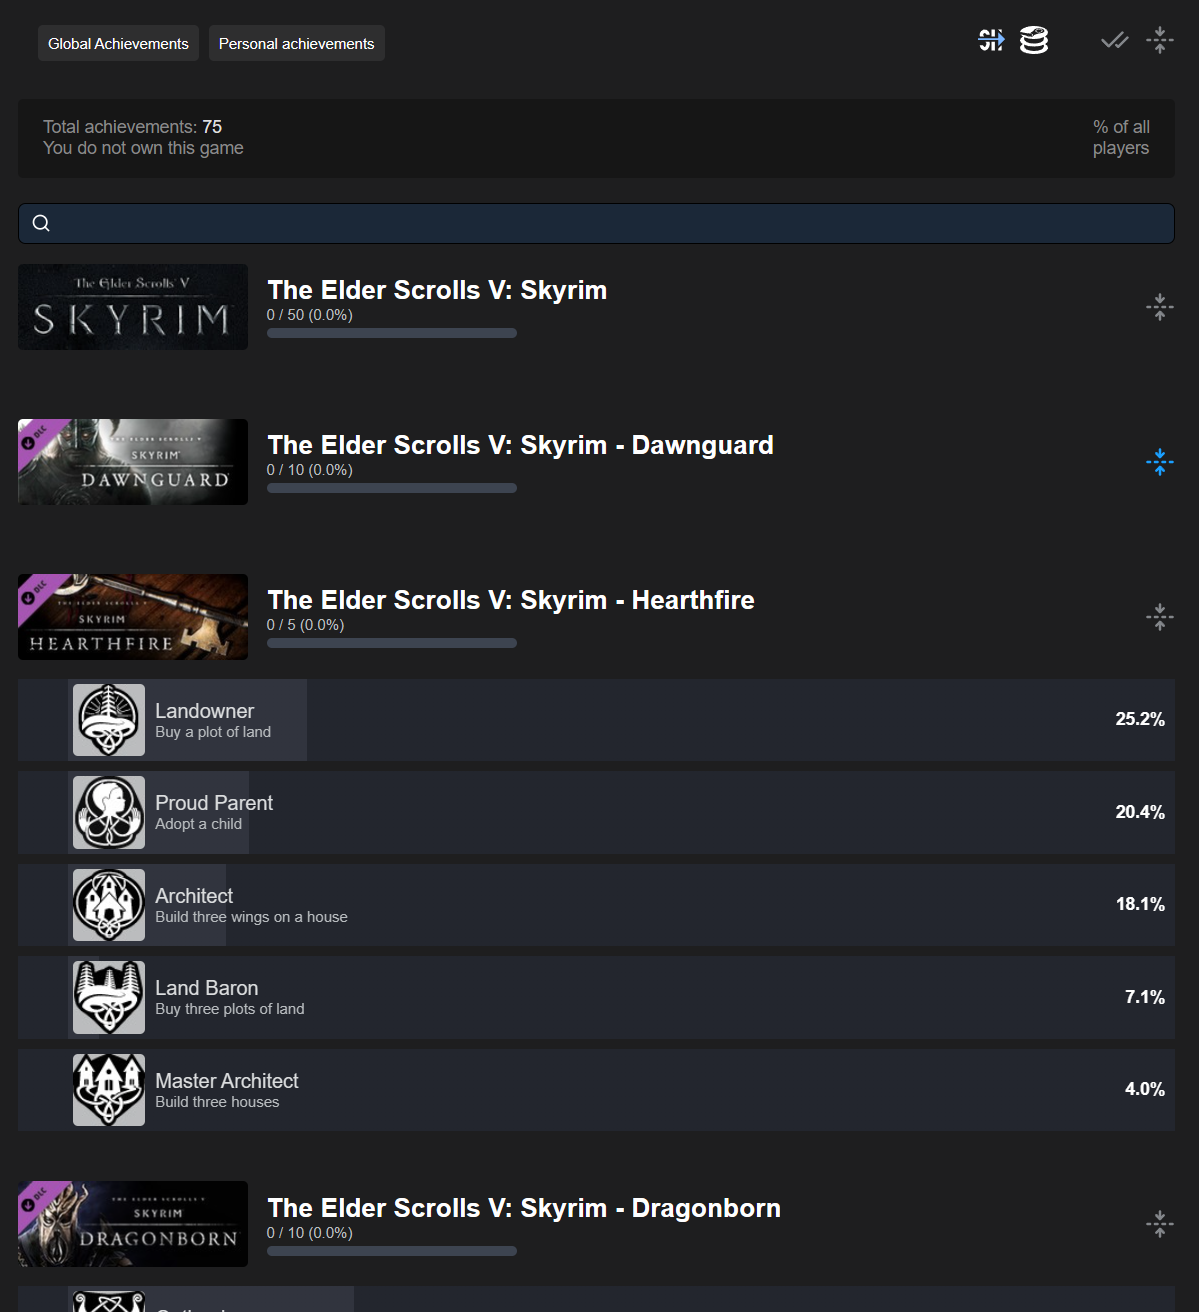 Global Achievements
Personal achievements
Total achievements: 75
You do not own this game
% of all
players
The Elder Scrolls V
SKYRIM
The Elder Scrolls V: Skyrim
0 / 50 (0.0%)
DLC
THE ELDER SCROLLS V
SKYRIM
DAWNGUARD
The Elder Scrolls V: Skyrim - Dawnguard
0 / 10 (0.0%)
DLC
THE ELDER SCROLLS V
SKYRIM
HEARTHFIRE
The Elder Scrolls V: Skyrim - Hearthfire
0 / 5 (0.0%)
Landowner
Buy a plot of land
25.2%
Proud Parent
Adopt a child
20.4%
Architect
Build three wings on a house
18.1%
Land Baron
Buy three plots of land
7.1%
Master Architect
Build three houses
4.0%
DLC
THE ELDER SCROLLS V
SKYRIM
DRAGONBORN
The Elder Scrolls V: Skyrim - Dragonborn
0 / 10 (0.0%)